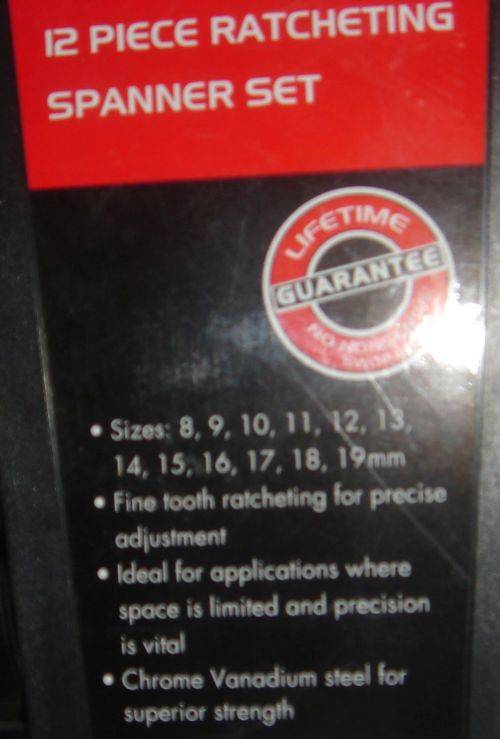 12 PIECE RATCHETING
SPANNER SET
LIFETIME
GUARANTEE
NO
• Sizes: 8, 9, 10, 11, 12, 13,
14, 15, 16, 17, 18, 19mm
• Fine tooth ratcheting for precise
adjustment
• Ideal for applications where
space is limited and precision
is vital
• Chrome Vanadium steel for
superior strength